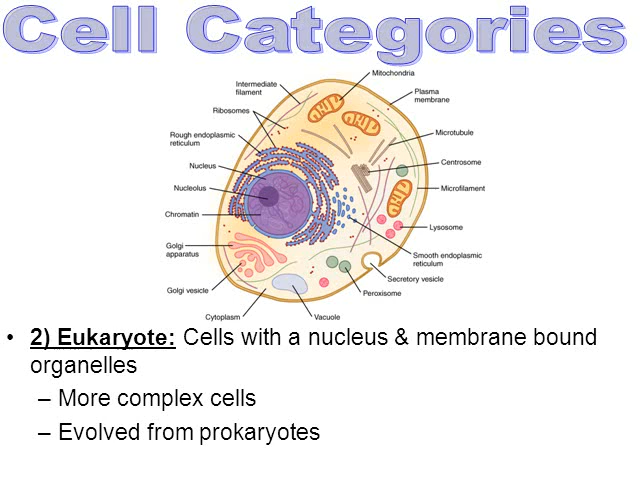 Cell Categories
Mitochondria
Intermediate
filament
Plasma
membrane
Ribosomes
Rough endoplasmic
reticulum
Microtubule
Nucleus
Centrosome
Nucleolus
Microfilament
Chromatin
Lysosome
Golgi
apparatus
Smooth endoplasmic
reticulum
Secretory vesicle
Golgi vesicle
Peroxisome
Cytoplasm
Vacuole
• 2) Eukaryote: Cells with a nucleus & membrane bound
organelles
– More complex cells
– Evolved from prokaryotes